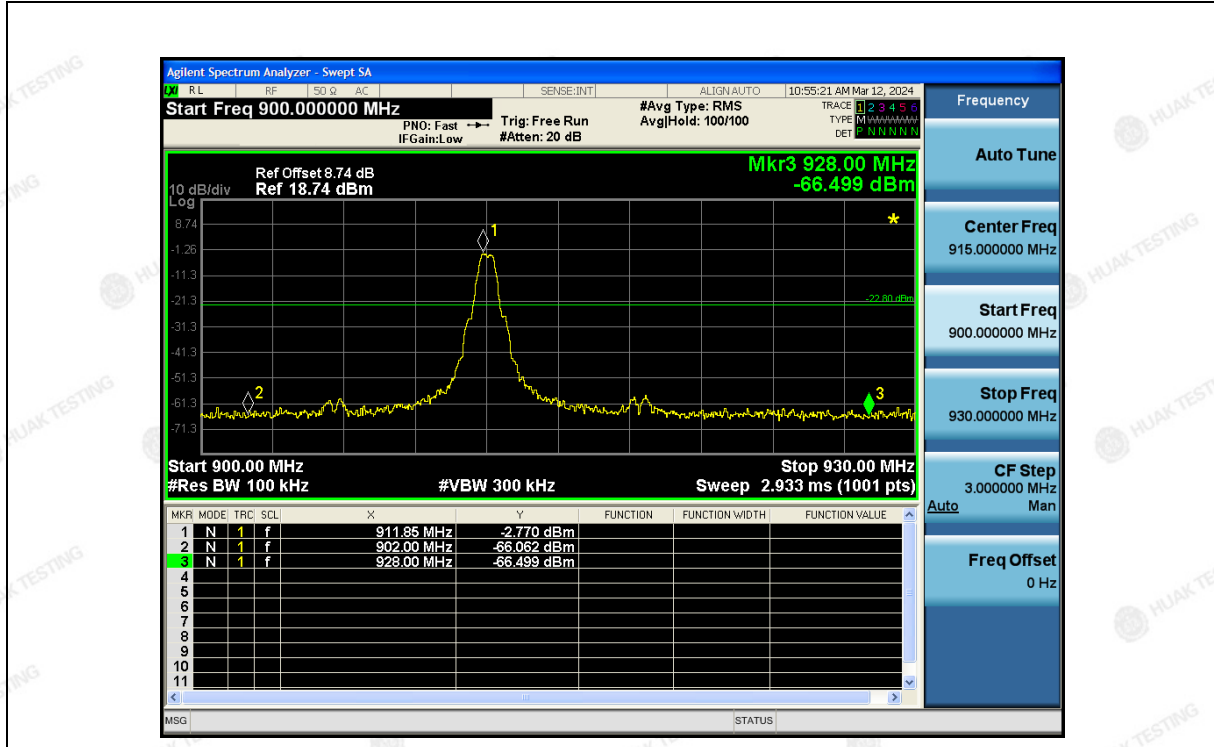 Agilent Spectrum Analyzer - Swept SA
LXI RL RF 50 Ω AC SENSE:INT ALIGN AUTO 10:55:21 AM Mar 12, 2024
Start Freq 900.000000 MHz
PNO: Fast
IFGain:Low
Trig: Free Run
#Atten: 20 dB
#Avg Type: RMS
Avg|Hold: 100/100
TRACE 1 2 3 4 5 6
TYPE M WWWWW
DET P N N N N N
Frequency
Auto Tune
Center Freq
915.000000 MHz
Start Freq
900.000000 MHz
Stop Freq
930.000000 MHz
CF Step
3.000000 MHz
Auto Man
Freq Offset
0 Hz
Mkr3 928.00 MHz
-66.499 dBm
Ref Offset 8.74 dB
10 dB/div Ref 18.74 dBm
Log
8.74
-1.26
-11.3
-21.3
-31.3
-41.3
-51.3
-61.3
-71.3
1
2
3
-22.80 dBm
Start 900.00 MHz Stop 930.00 MHz
#Res BW 100 kHz #VBW 300 kHz Sweep 2.933 ms (1001 pts)
MKR MODE TRC SCL X Y FUNCTION FUNCTION WIDTH FUNCTION VALUE
1 N 1 f 911.85 MHz -2.770 dBm
2 N 1 f 902.00 MHz -66.062 dBm
3 N 1 f 928.00 MHz -66.499 dBm
4
5
6
7
8
9
10
11
MSG STATUS
HUAK TESTING